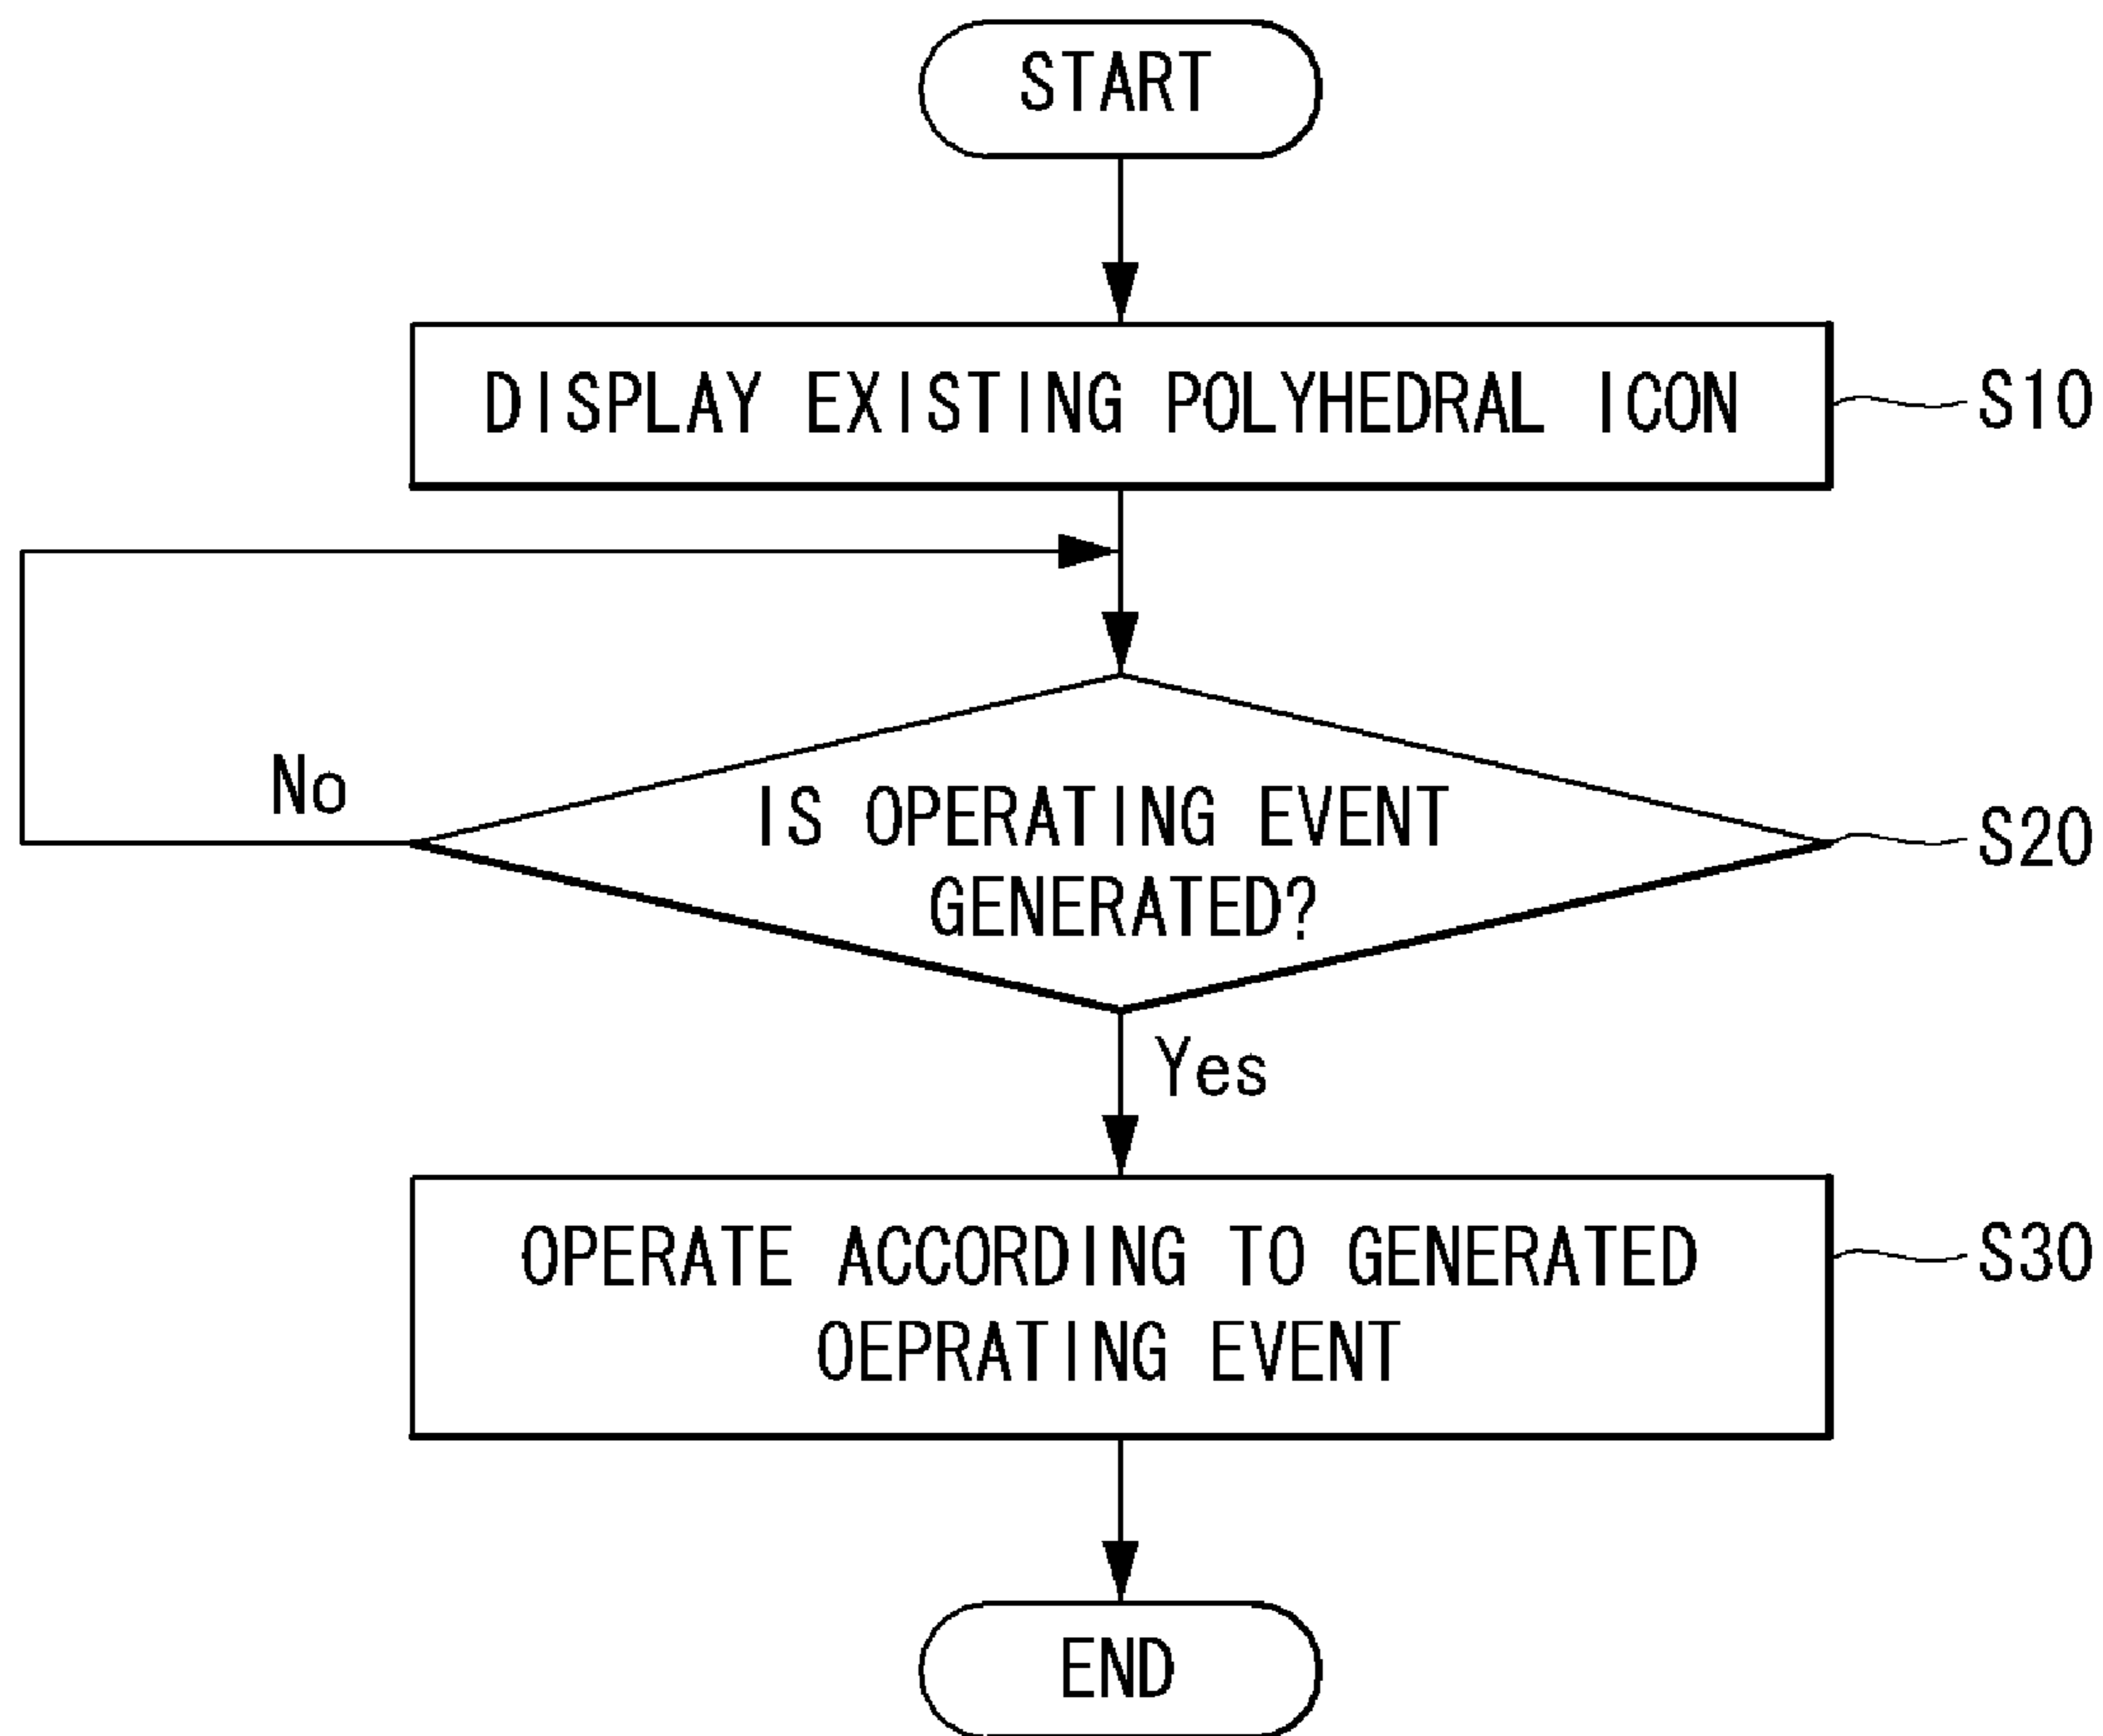 START
DISPLAY EXISTING POLYHEDRAL ICON
S10
No
IS OPERATING EVENT
GENERATED?
S20
Yes
OPERATE ACCORDING TO GENERATED
OEPRATING EVENT
S30
END